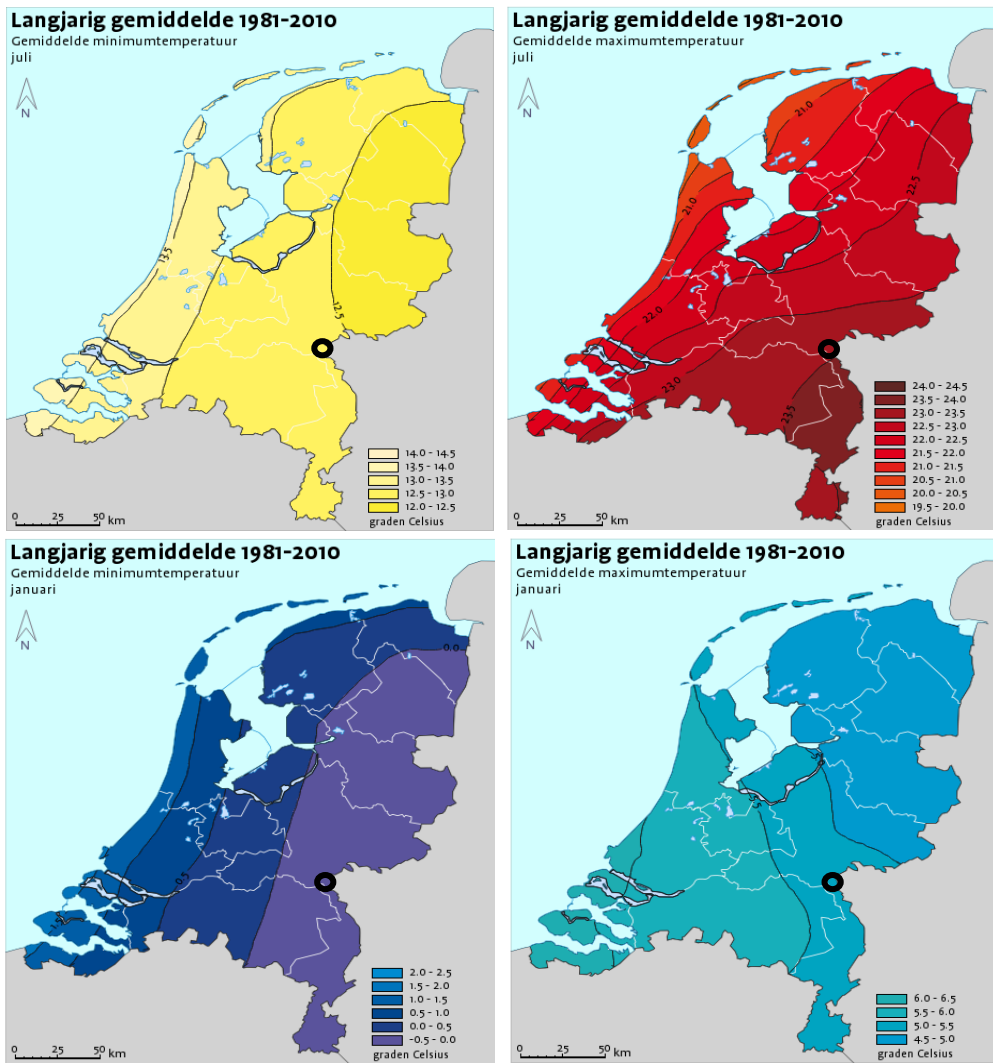 Langjarig gemiddelde 1981-2010
Gemiddelde minimumtemperatuur
juli
N
13.5
12.5
14.0 - 14.5
13.5 - 14.0
13.0 - 13.5
12.5 - 13.0
12.0 - 12.5
graden Celsius
0 25 50 km
Langjarig gemiddelde 1981-2010
Gemiddelde maximumtemperatuur
juli
N
21.0
21.0
22.5
22.0
23.0
23.5
24.0 - 24.5
23.5 - 24.0
23.0 - 23.5
22.5 - 23.0
22.0 - 22.5
21.5 - 22.0
21.0 - 21.5
20.5 - 21.0
20.0 - 20.5
19.5 - 20.0
graden Celsius
0 25 50 km
Langjarig gemiddelde 1981-2010
Gemiddelde minimumtemperatuur
januari
N
0.0
0.5
2.0 - 2.5
1.5 - 2.0
1.0 - 1.5
0.5 - 1.0
0.0 - 0.5
-0.5 - 0.0
graden Celsius
0 25 50 km
Langjarig gemiddelde 1981-2010
Gemiddelde maximumtemperatuur
januari
N
6.0 - 6.5
5.5 - 6.0
5.0 - 5.5
4.5 - 5.0
graden Celsius
0 25 50 km